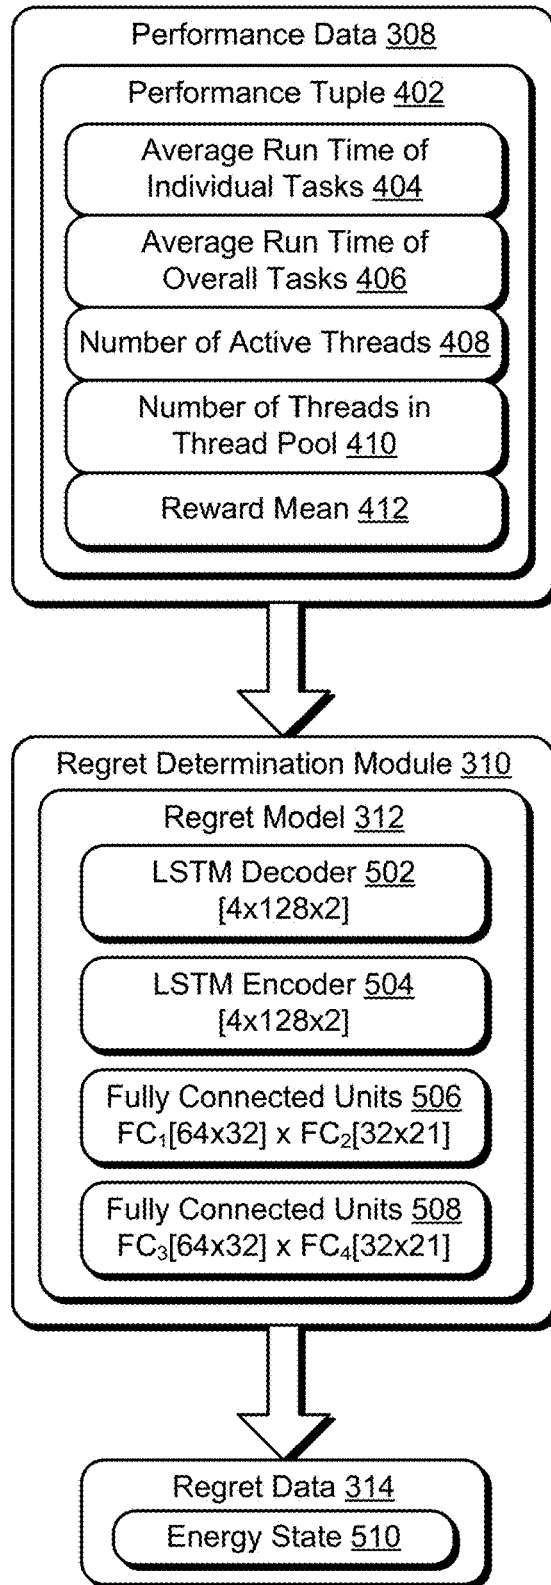 Performance Data 308
Performance Tuple 402
Average Run Time of
Individual Tasks 404
Average Run Time of
Overall Tasks 406
Number of Active Threads 408
Number of Threads in
Thread Pool 410
Reward Mean 412
Regret Determination Module 310
Regret Model 312
LSTM Decoder 502
[4x128x2]
LSTM Encoder 504
[4x128x2]
Fully Connected Units 506
FC₁[64x32] x FC₂[32x21]
Fully Connected Units 508
FC₃[64x32] x FC₄[32x21]
Regret Data 314
Energy State 510